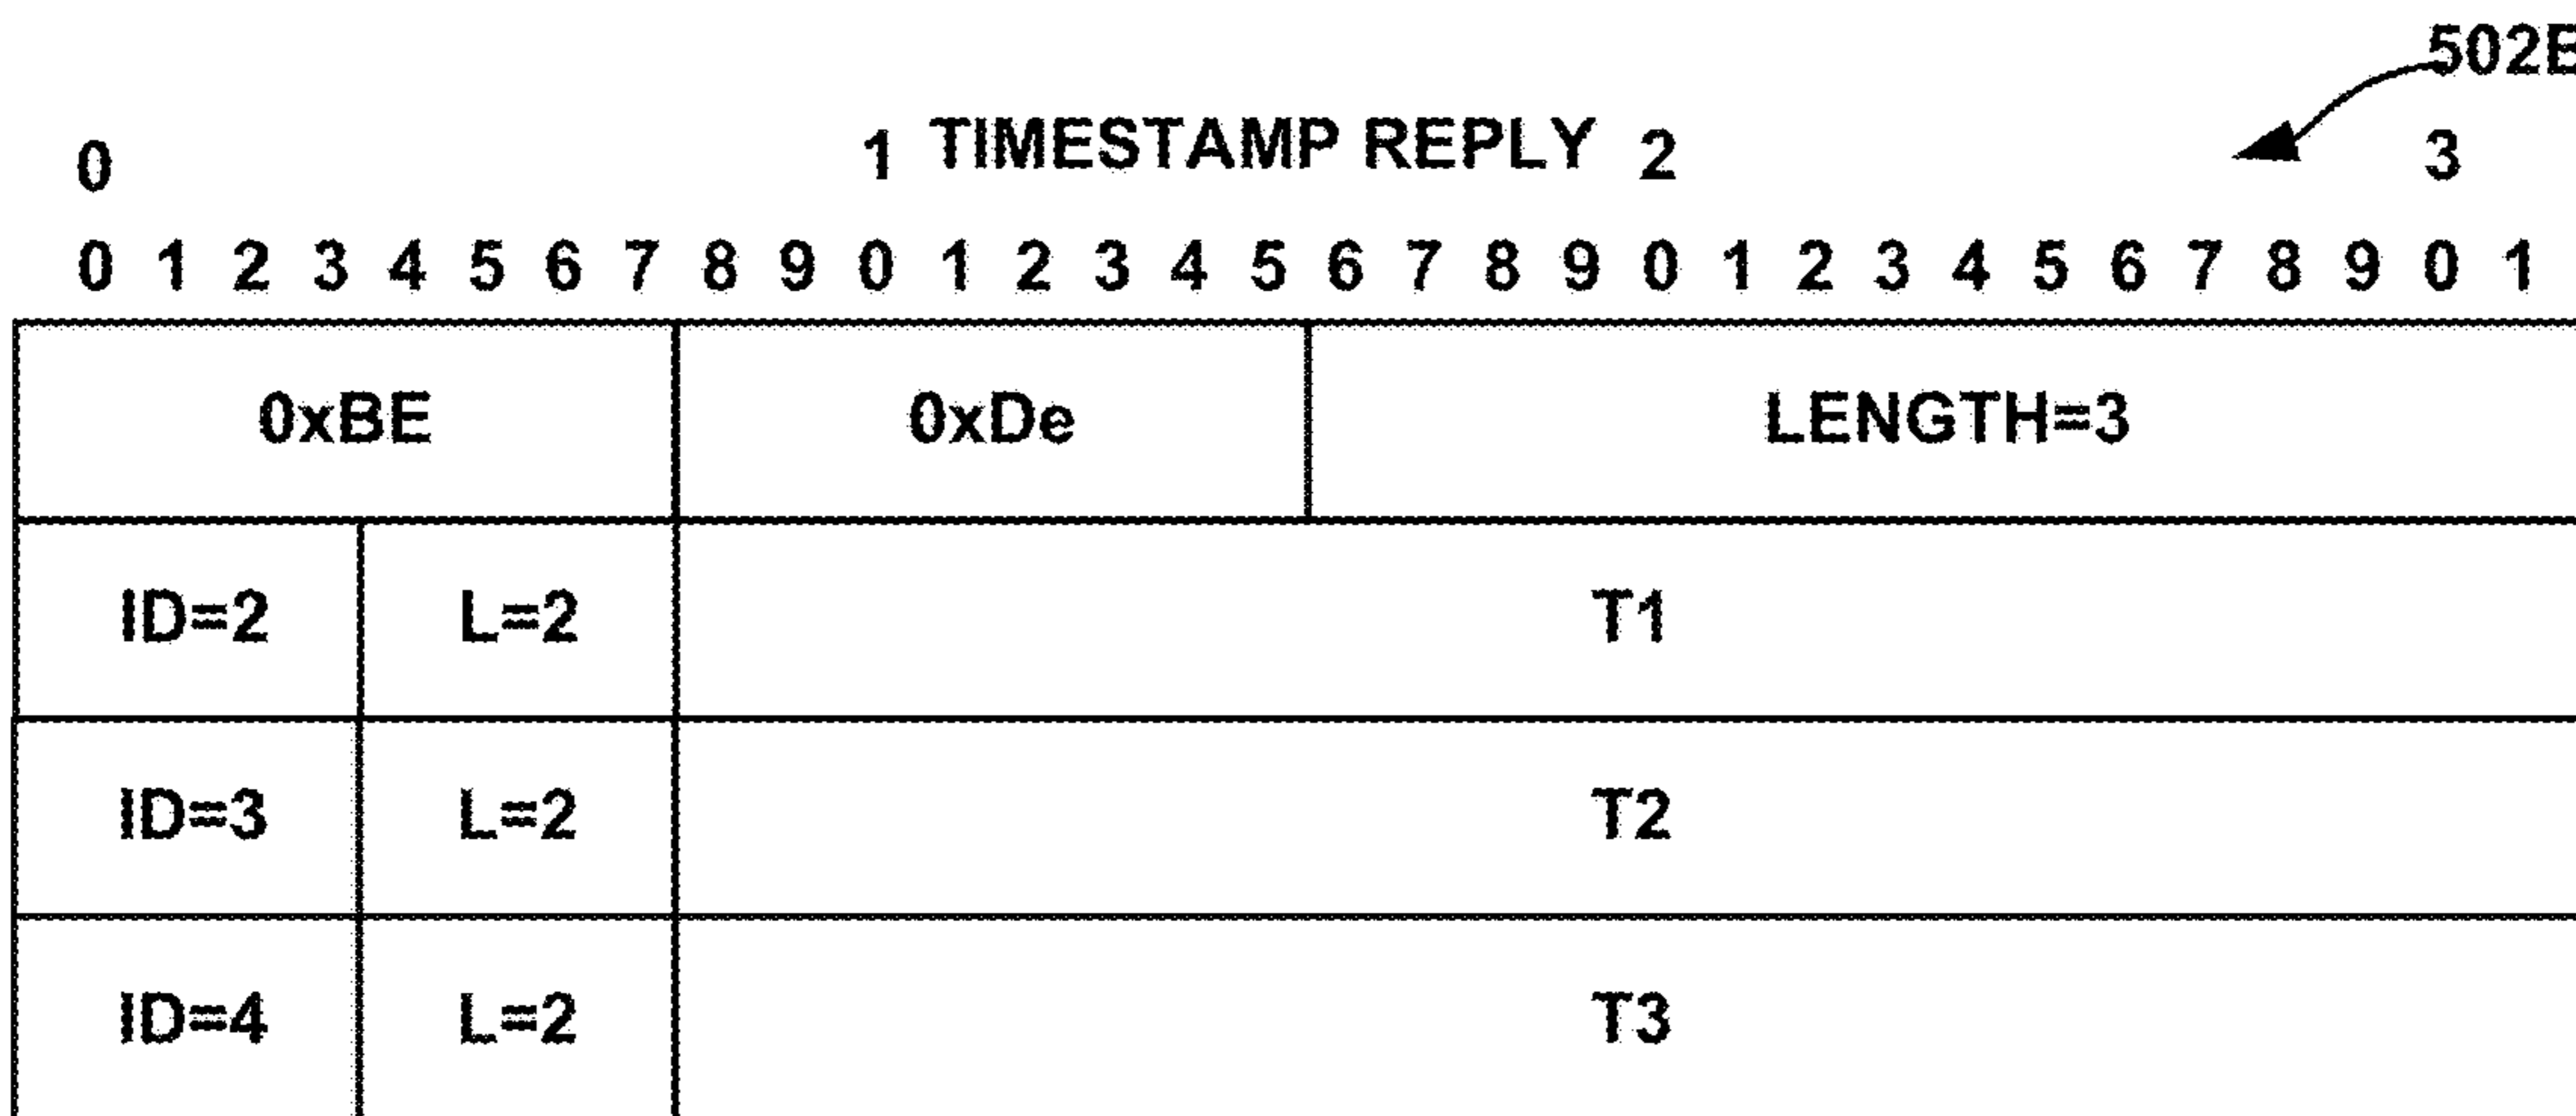 502B
0 1 TIMESTAMP REPLY 2 3
0 1 2 3 4 5 6 7 8 9 0 1 2 3 4 5 6 7 8 9 0 1 2 3 4 5 6 7 8 9 0 1
0xBE 0xDe LENGTH=3
ID=2 L=2 T1
ID=3 L=2 T2
ID=4 L=2 T3